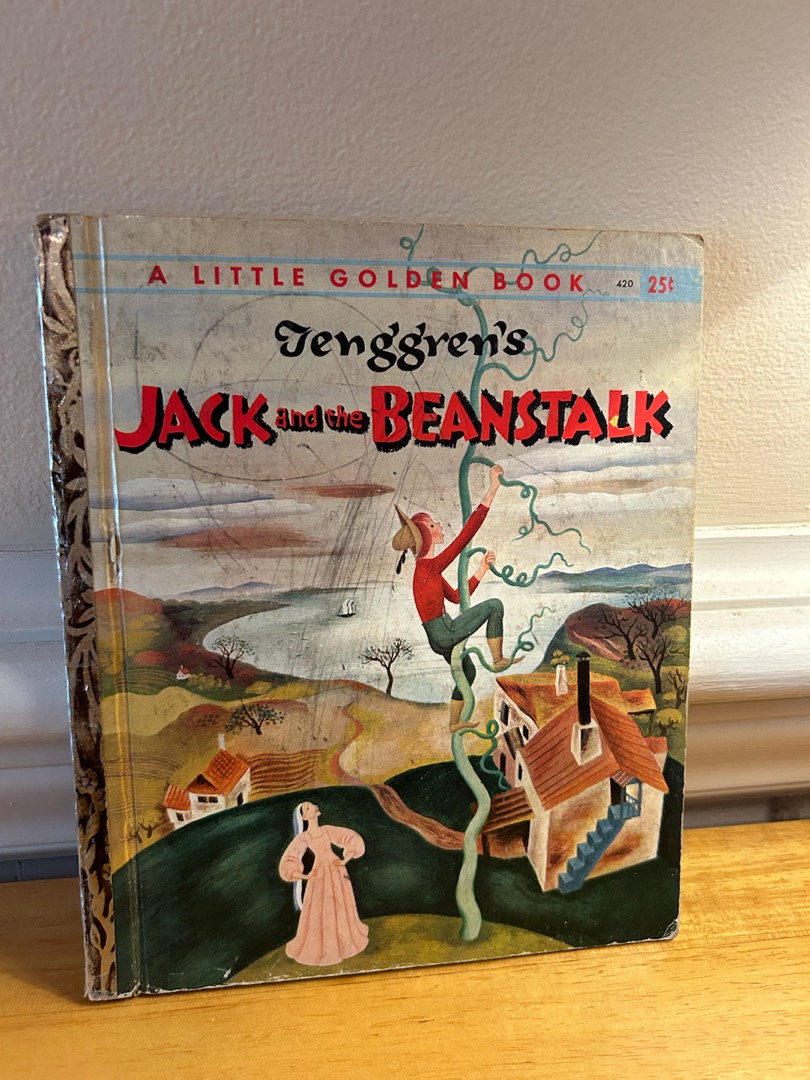 A LITTLE GOLDEN BOOK 420 25¢
Tenggren's
JACK and the BEANSTALK